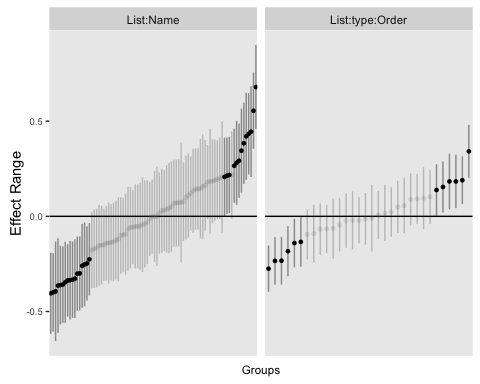 List:Name
List:type:Order
Effect Range
0.5
0.0
-0.5
Groups